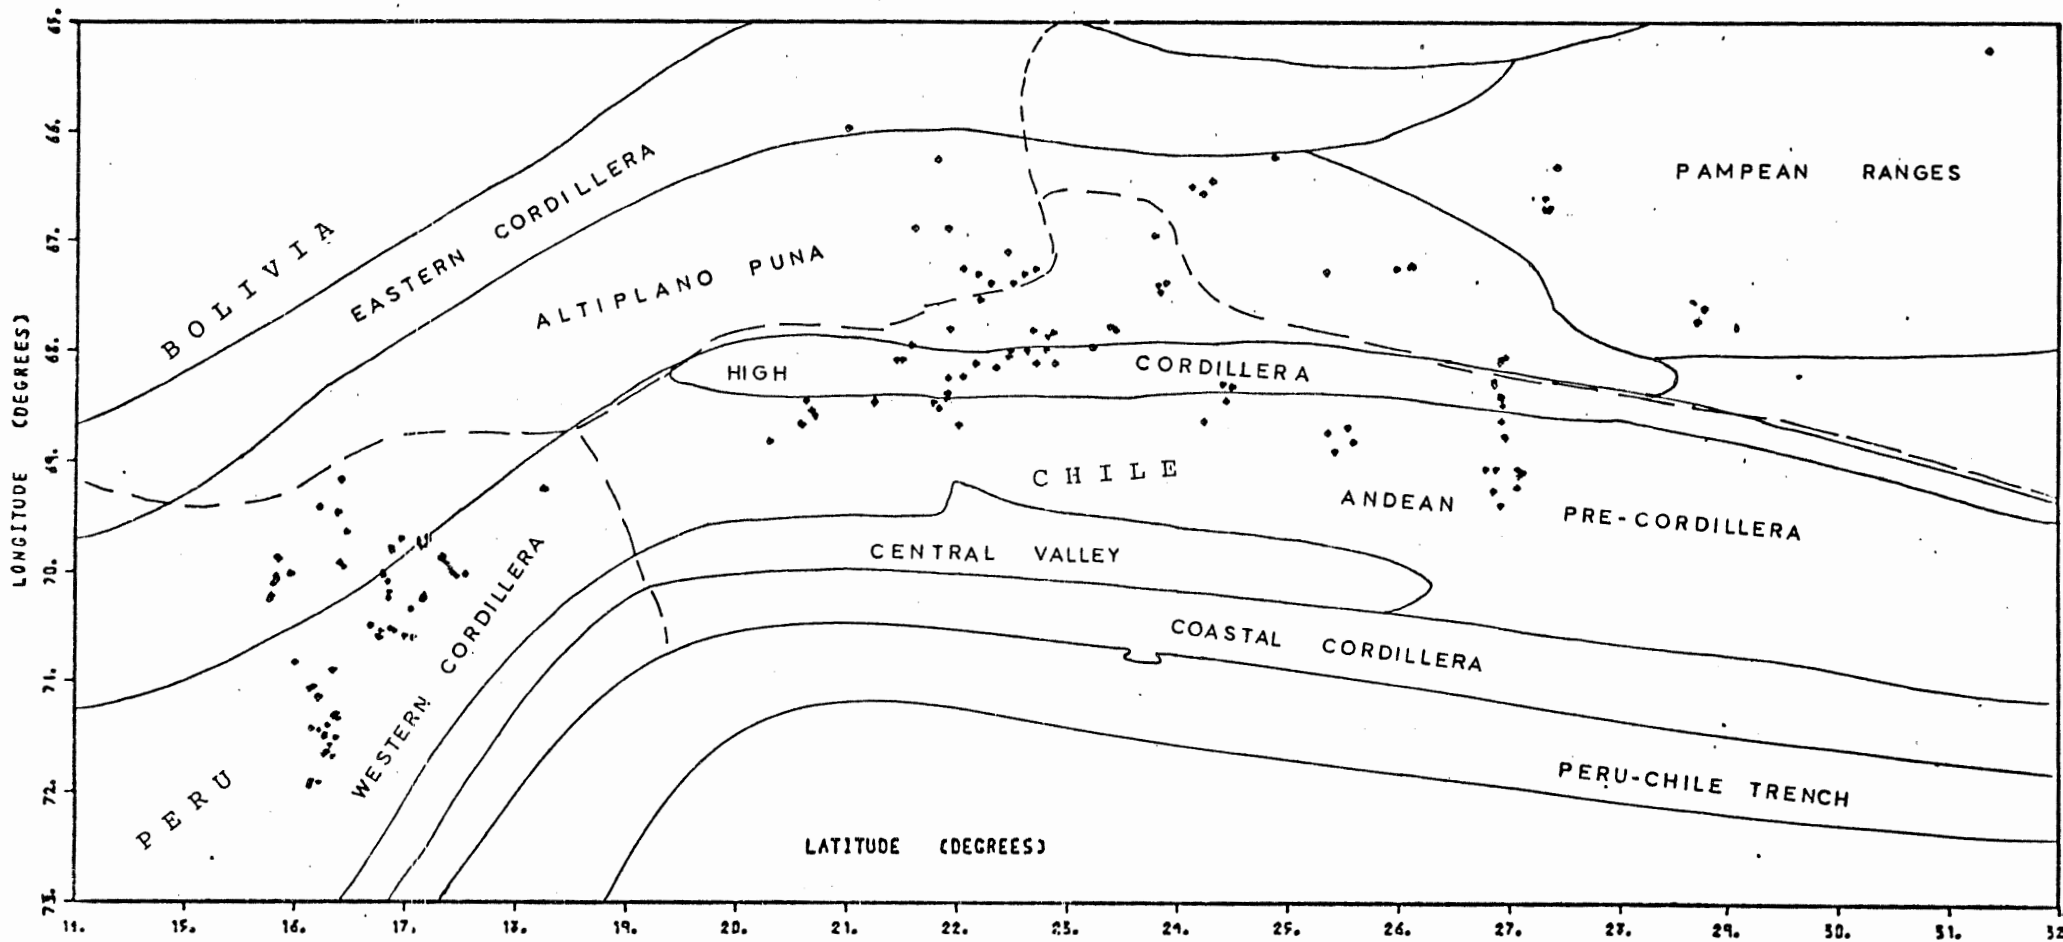 65.
66.
67.
68.
69.
70.
71.
72.
73.
LONGITUDE (DEGREES)
BOLIVIA
EASTERN CORDILLERA
ALTIPLANO PUNA
PAMPEAN RANGES
HIGH CORDILLERA
CHILE
ANDEAN PRE-CORDILLERA
CENTRAL VALLEY
WESTERN CORDILLERA
COASTAL CORDILLERA
PERU
PERU-CHILE TRENCH
LATITUDE (DEGREES)
14. 15. 16. 17. 18. 19. 20. 21. 22. 23. 24. 25. 26. 27. 28. 29. 30. 31. 32